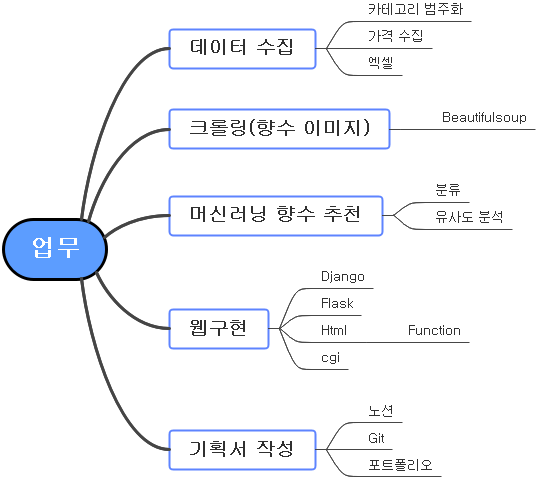 업무
데이터 수집
카테고리 범주화
가격 수집
엑셀
크롤링(향수 이미지)
Beautifulsoup
머신러닝 향수 추천
분류
유사도 분석
웹구현
Django
Flask
Html
Function
cgi
기획서 작성
노션
Git
포트폴리오